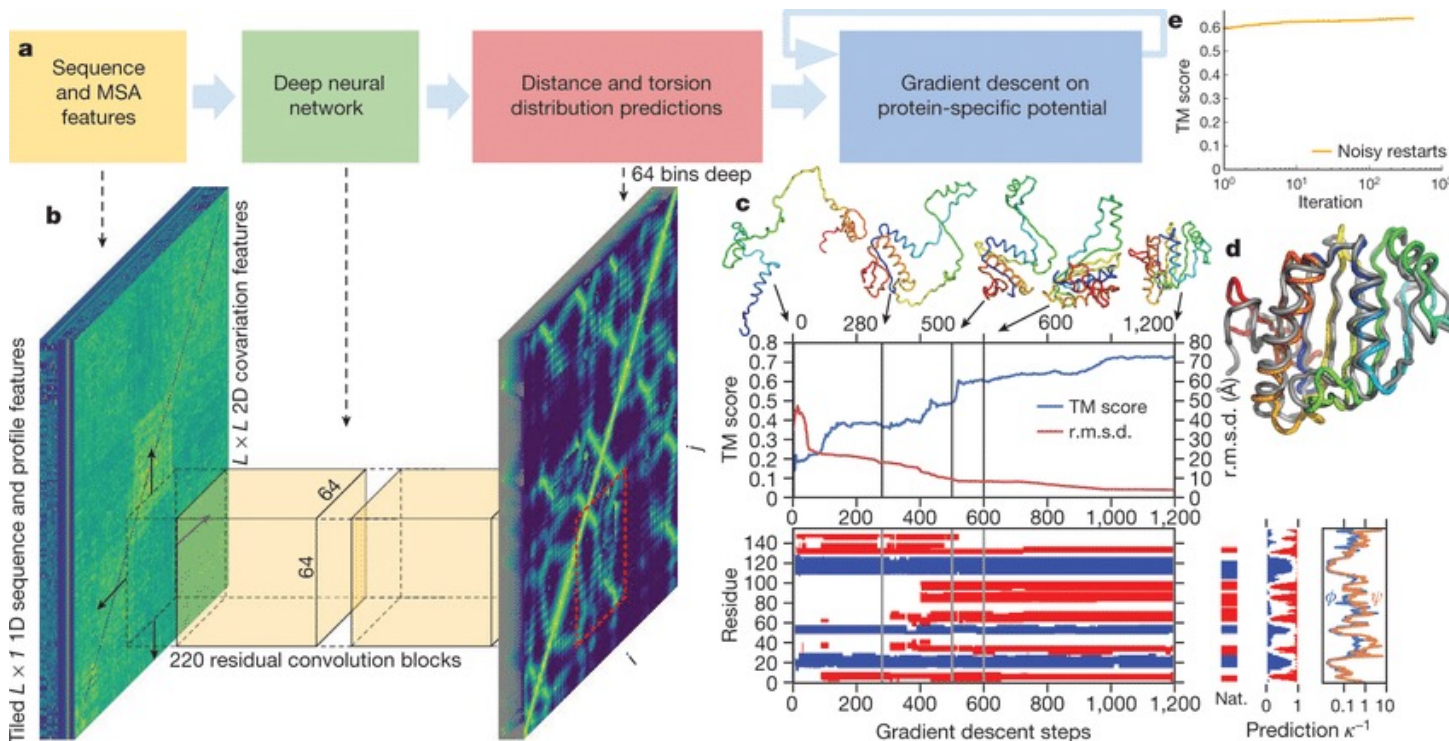 a
Sequence
and MSA
features
Deep neural
network
Distance and torsion
distribution predictions
Gradient descent on
protein-specific potential
e
TM score
0.6
0.5
0.4
0.3
0.2
0.1
0
Noisy restarts
10⁰
10¹
10²
10³
Iteration
b
64 bins deep
Tiled L × 1 1D sequence and profile features
L × L 2D covariation features
64
64
220 residual convolution blocks
j
i
c
d
0
280
500
600
1,200
TM score
0.8
0.7
0.6
0.5
0.4
0.3
0.2
0.1
0
TM score
r.m.s.d.
80
70
60
50
40
30
20
10
0
r.m.s.d. (Å)
0
200
400
600
800
1,000
1,200
Residue
140
120
100
80
60
40
20
0
0
200
400
600
800
1,000
1,200
Gradient descent steps
Nat.
0
1
ϕ
ψ
0.1
1
10
Prediction κ⁻¹